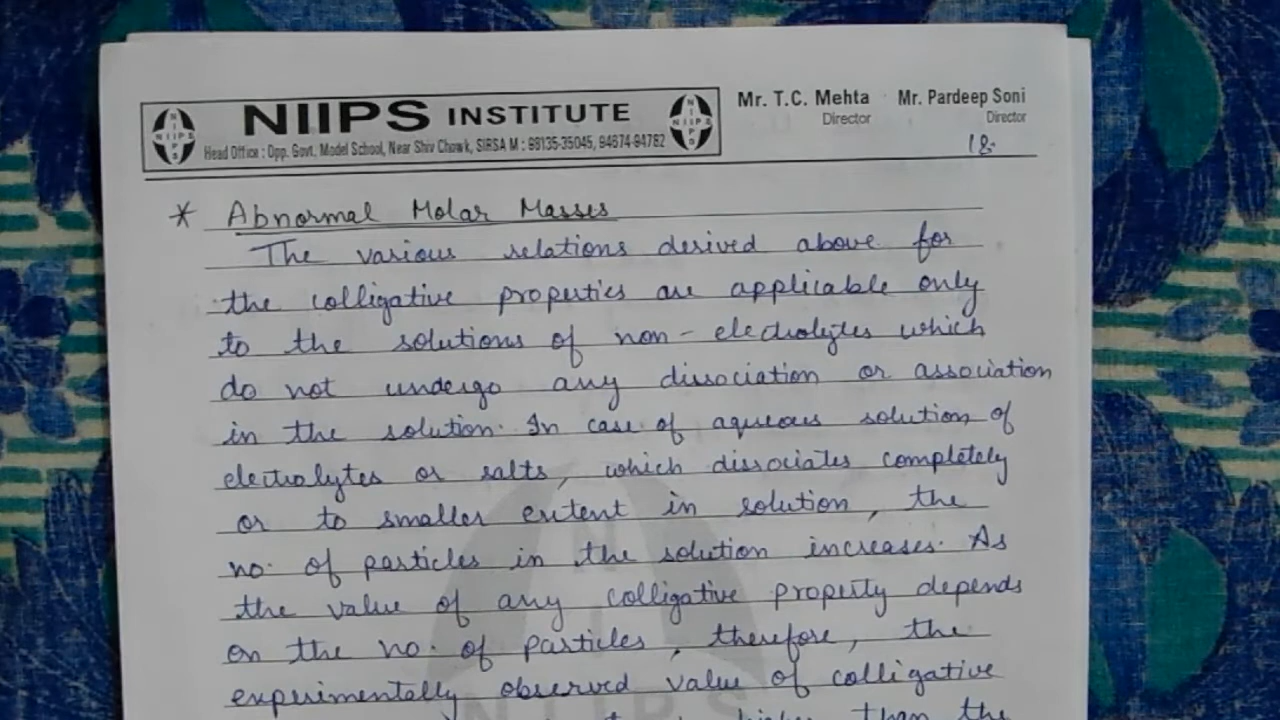 NIIPS INSTITUTE
Head Office : Opp. Govt. Model School, Near Shiv Chowk, SIRSA M : 98135-35045, 94674-94762
Mr. T.C. Mehta Mr. Pardeep Soni
Director Director
18.
* Abnormal Molar Masses
The various relations derived above for
the colligative properties are applicable only
to the solutions of non-electrolytes which
do not undergo any dissociation or association
in the solution. In case of aqueous solution of
electrolytes or salts, which dissociates completely
or to smaller extent in solution, the
no. of particles in the solution increases. As
the value of any colligative property depends
on the no. of particles, therefore, the
experimentally observed value of colligative
higher than the